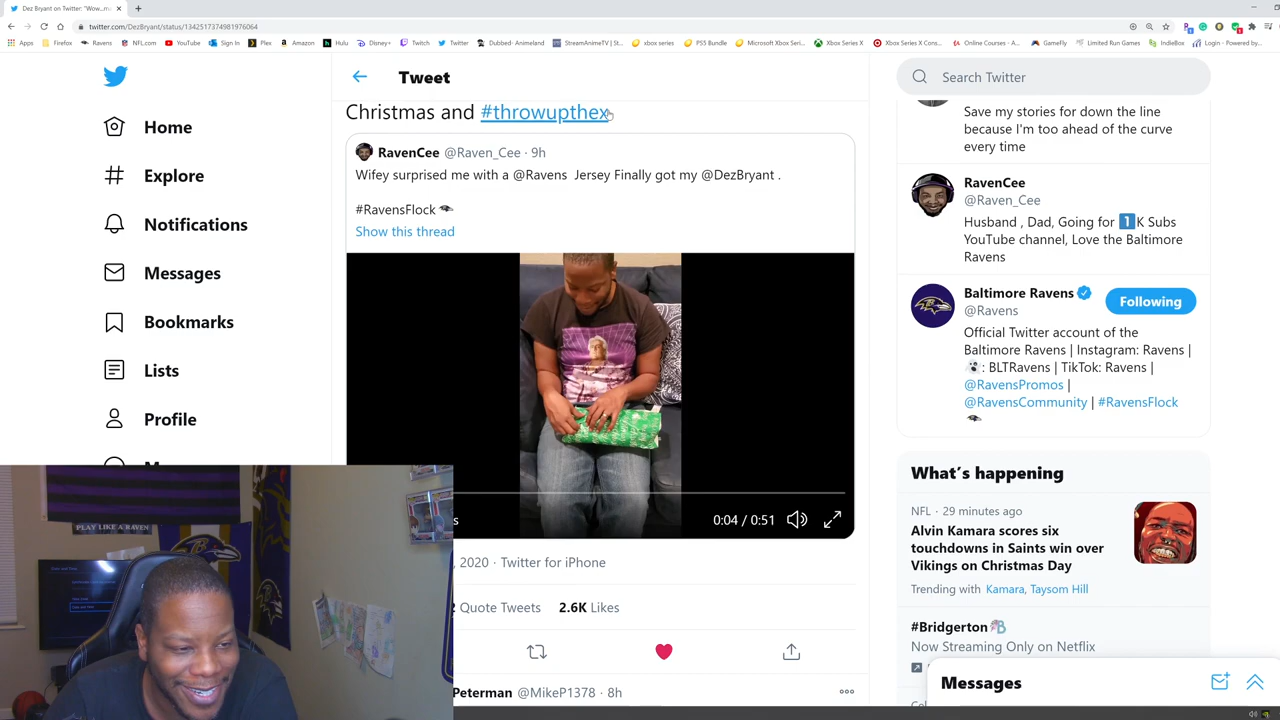 Dez Bryant on Twitter: "Wow...m
twitter.com/DezBryant/status/1342517374981976064
Apps
Firefox
Ravens
NFL.com
YouTube
Sign In
Plex
Amazon
Hulu
Disney+
Twitch
Twitter
Dubbed- Animeland
StreamAnimeTV | St...
xbox series
PS5 Bundle
Microsoft Xbox Seri...
Xbox Series X
Xbox Series X Cons...
Online Courses - A...
GameFly
Limited Run Games
IndieBox
Login - Powered by...
Home
Explore
Notifications
Messages
Bookmarks
Lists
Profile
Tweet
Christmas and #throwupthex
RavenCee @Raven_Cee · 9h
Wifey surprised me with a @Ravens Jersey Finally got my @DezBryant .
#RavensFlock
Show this thread
0:04 / 0:51
, 2020 · Twitter for iPhone
Quote Tweets 2.6K Likes
Peterman @MikeP1378 · 8h
PLAY LIKE A RAVEN
Search Twitter
Save my stories for down the line
because I'm too ahead of the curve
every time
RavenCee
@Raven_Cee
Husband , Dad, Going for 1 K Subs
YouTube channel, Love the Baltimore
Ravens
Baltimore Ravens
Following
@Ravens
Official Twitter account of the
Baltimore Ravens | Instagram: Ravens |
: BLTRavens | TikTok: Ravens |
@RavensPromos |
@RavensCommunity | #RavensFlock
What's happening
NFL · 29 minutes ago
Alvin Kamara scores six
touchdowns in Saints win over
Vikings on Christmas Day
Trending with Kamara, Taysom Hill
#Bridgerton
Now Streaming Only on Netflix
Messages